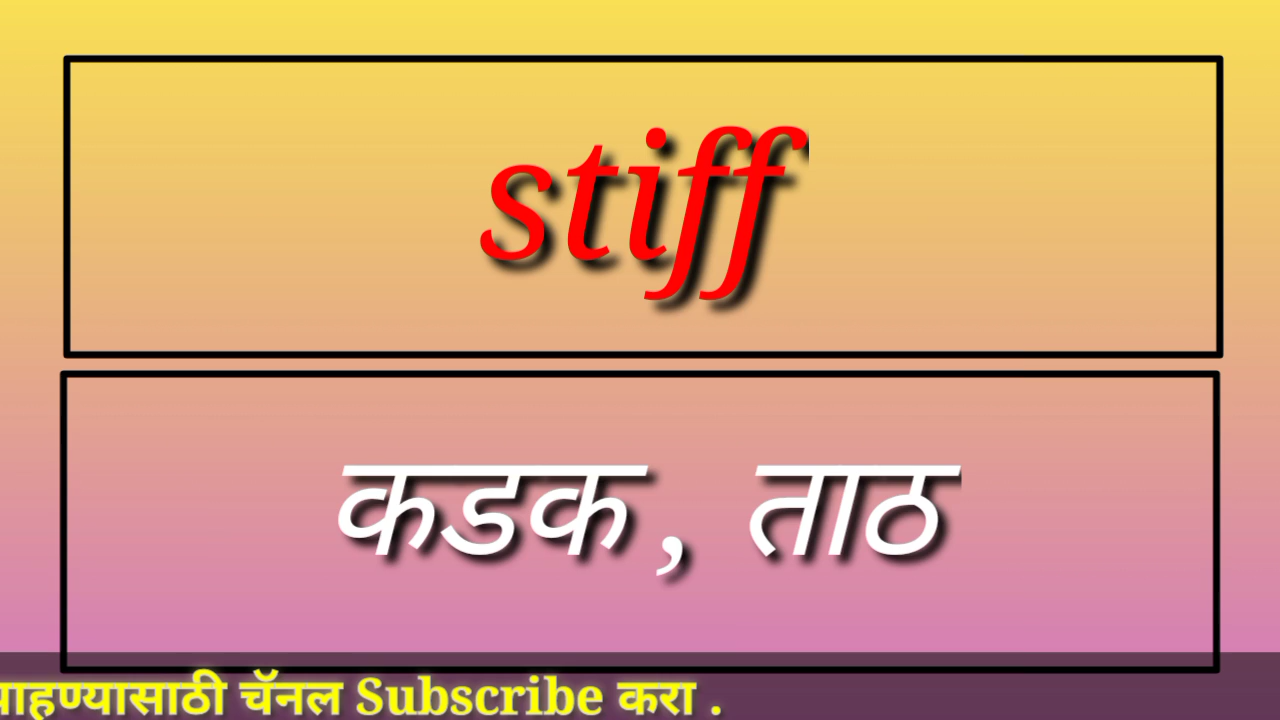 stiff
कडक , ताठ
चॅनल Subscribe करा .